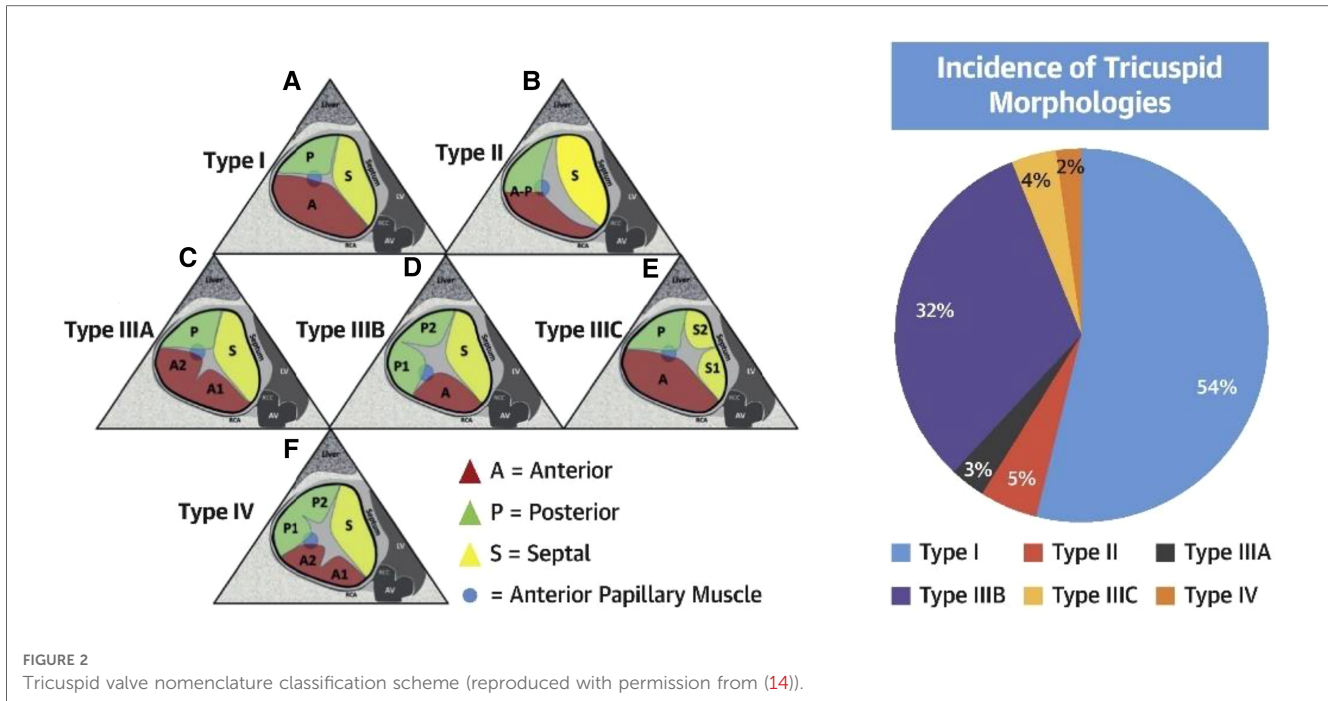 A
Liver
Type I
P
S
Septum
A
LV
RCC
AV
RCA
B
Liver
Type II
A-P
S
Septum
LV
RCC
AV
RCA
C
Liver
Type IIIA
P
S
Septum
A2
A1
LV
RCC
AV
RCA
D
Liver
Type IIIB
P2
P1
S
Septum
A
LV
RCC
AV
RCA
E
Liver
Type IIIC
P
S2
S1
Septum
A
LV
RCC
AV
RCA
F
Liver
Type IV
P2
P1
S
Septum
A2
A1
LV
RCC
AV
RCA
A = Anterior
P = Posterior
S = Septal
= Anterior Papillary Muscle
Incidence of Tricuspid
Morphologies
4%
2%
32%
54%
3%
5%
Type I
Type II
Type IIIA
Type IIIB
Type IIIC
Type IV
FIGURE 2
Tricuspid valve nomenclature classification scheme (reproduced with permission from (14)).